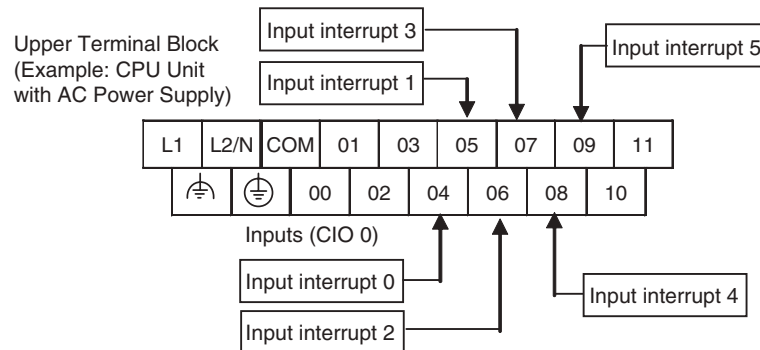 Upper Terminal Block
(Example: CPU Unit
with AC Power Supply)
Input interrupt 3
Input interrupt 1
Input interrupt 5
L1 L2/N COM 01 03 05 07 09 11
00 02 04 06 08 10
Inputs (CIO 0)
Input interrupt 0
Input interrupt 2
Input interrupt 4